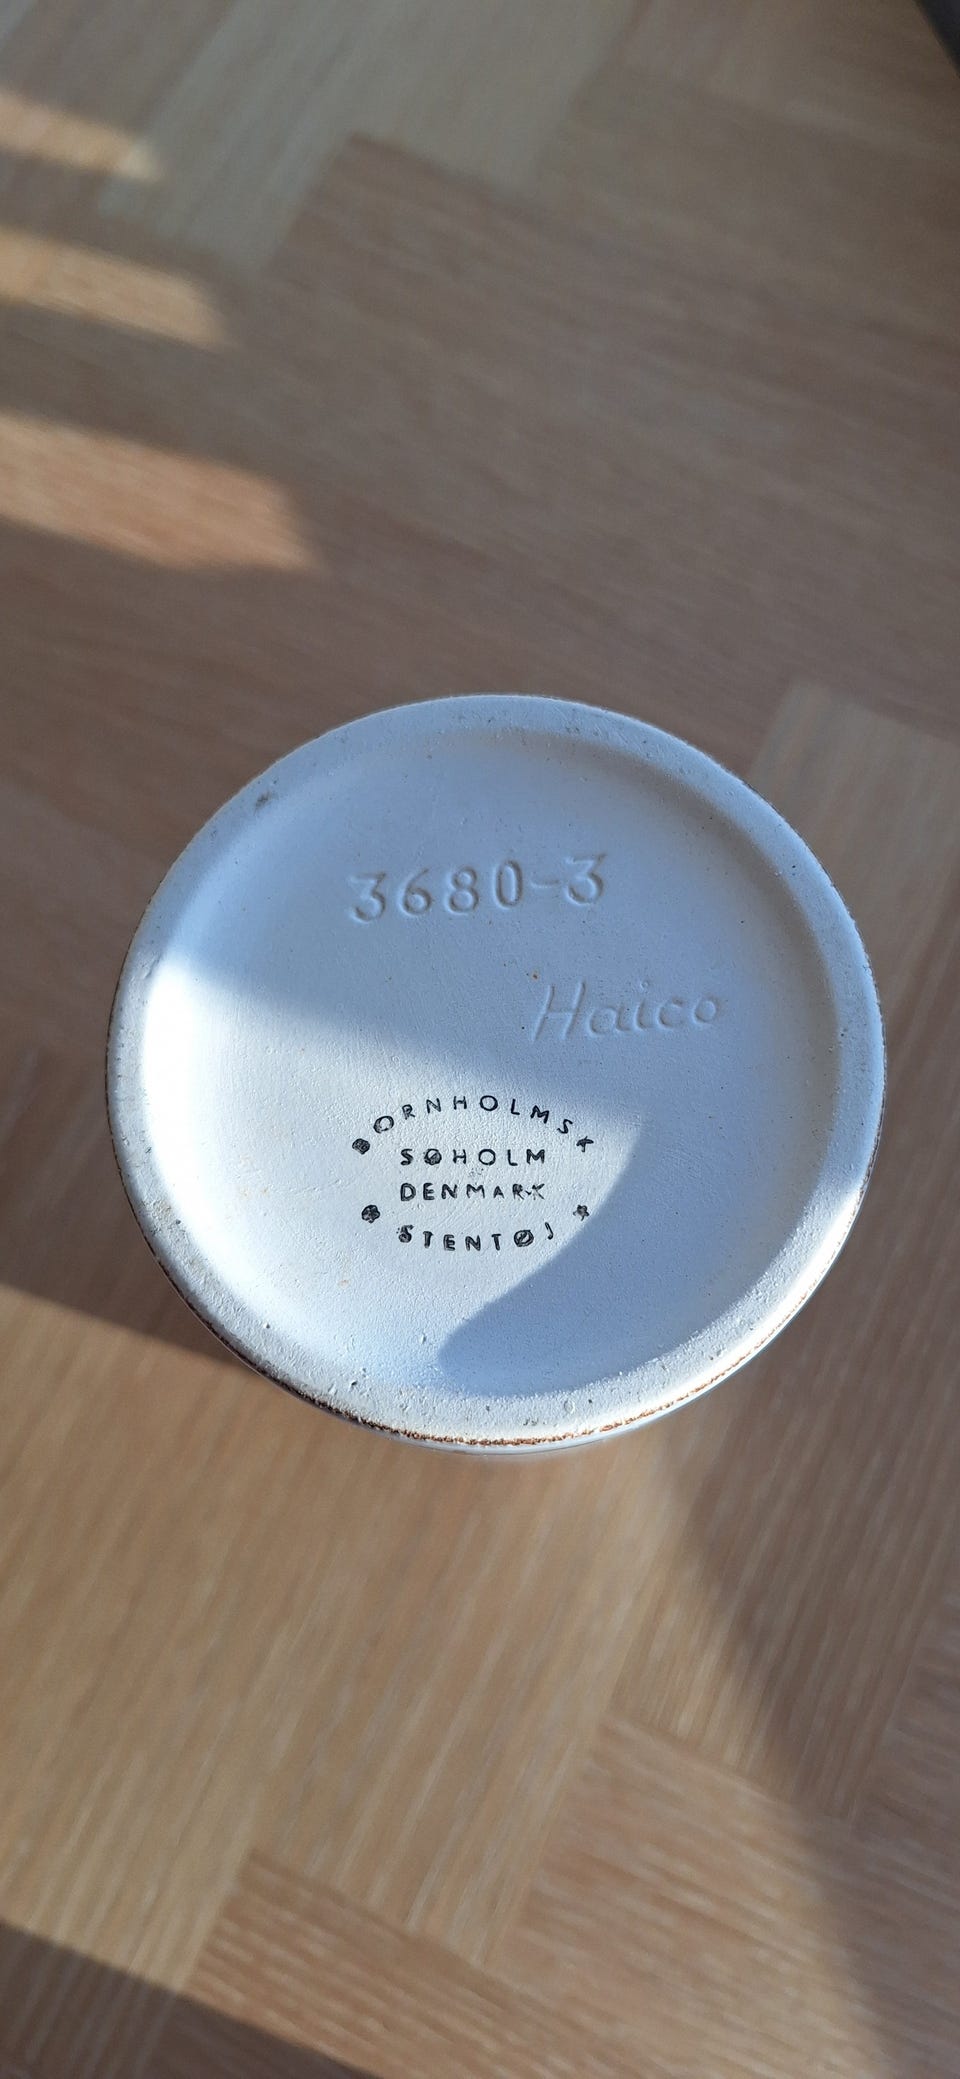 3680-3
Haico
BORNHOLMSK
SØHOLM
DENMARK
STENTØJ